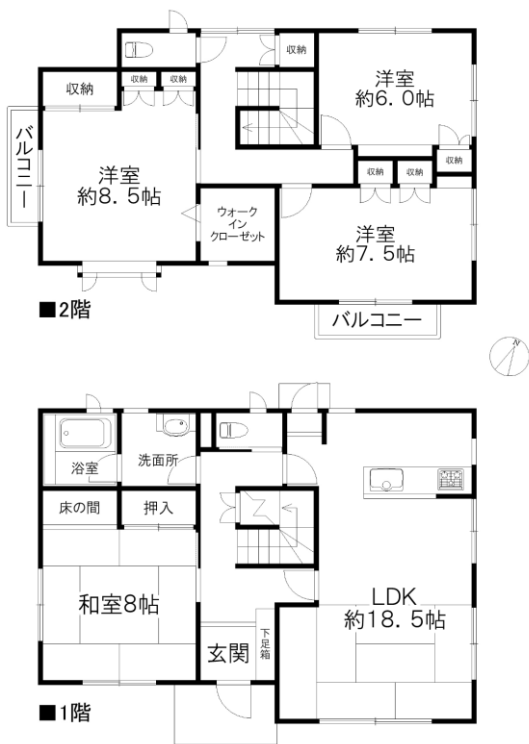 収納
洋室
約6.0帖
収納
収納
収納
バルコニー
洋室
約8.5帖
収納
収納
収納
ウォーク
イン
クローゼット
洋室
約7.5帖
バルコニー
■2階
N
浴室
洗面所
床の間
押入
和室8帖
LDK
約18.5帖
玄関
下足箱
■1階